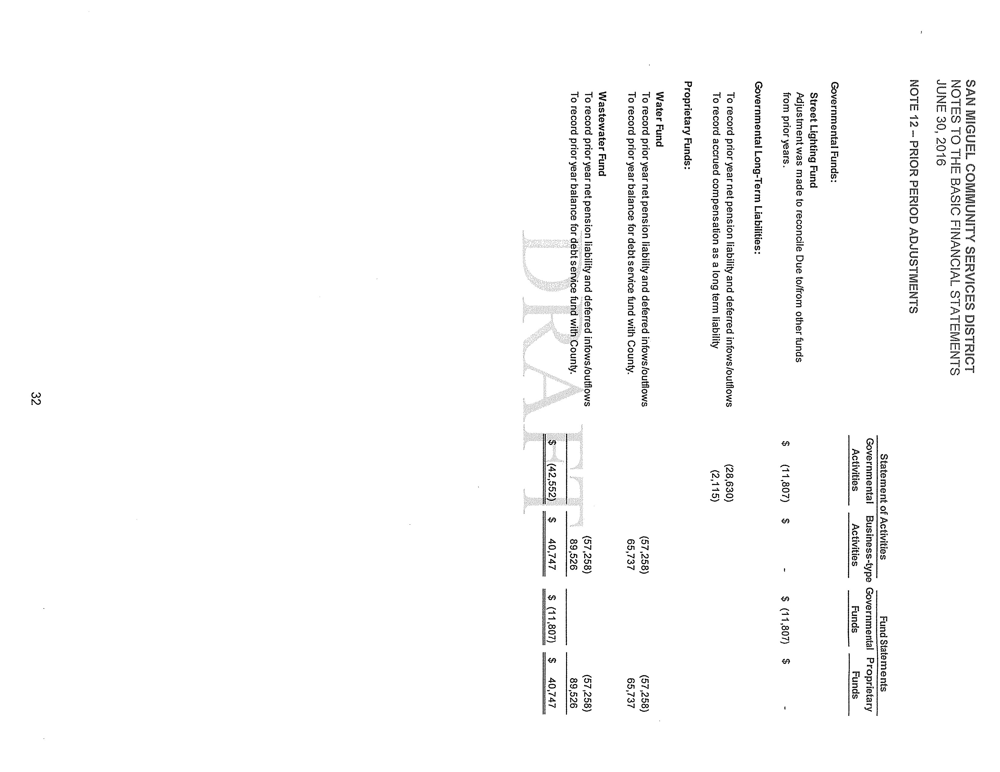 SAN MIGUEL COMMUNITY SERVICES DISTRICT
NOTES TO THE BASIC FINANCIAL STATEMENTS
JUNE 30, 2016
NOTE 12 – PRIOR PERIOD ADJUSTMENTS
Statement of Activities Fund Statements
Governmental Business-type Governmental Proprietary
Activities Activities Funds Funds
Governmental Funds:
Street Lighting Fund
Adjustment was made to reconcile Due to/from other funds
from prior years. $ (11,807) $ - $ (11,807) $ -
Governmental Long-Term Liabilities:
To record prior year net pension liability and deferred infows/outflows (28,630)
To record accrued compensation as a long term liability (2,115)
Proprietary Funds:
Water Fund
To record prior year net pension liability and deferred infows/outflows (57,258) (57,258)
To record prior year balance for debt service fund with County. 65,737 65,737
Wastewater Fund
To record prior year net pension liability and deferred infows/outflows (57,258) (57,258)
To record prior year balance for debt service fund with County. 89,526 89,526
$ (42,552) $ 40,747 $ (11,807) $ 40,747
DRAFT
32